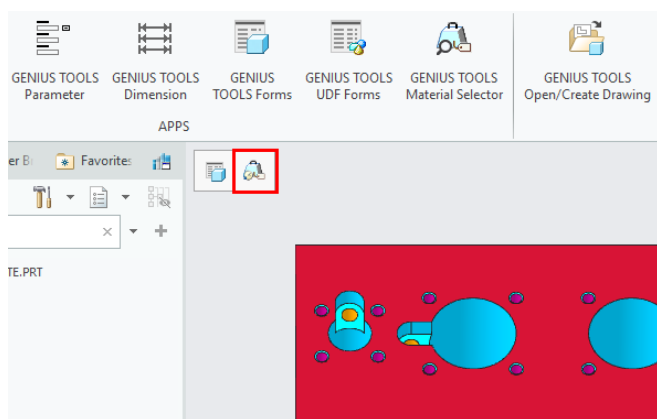 GENIUS TOOLS GENIUS TOOLS GENIUS GENIUS TOOLS GENIUS TOOLS GENIUS TOOLS
Parameter Dimension TOOLS Forms UDF Forms Material Selector Open/Create Drawing
APPS
er B Favorites
TE.PRT